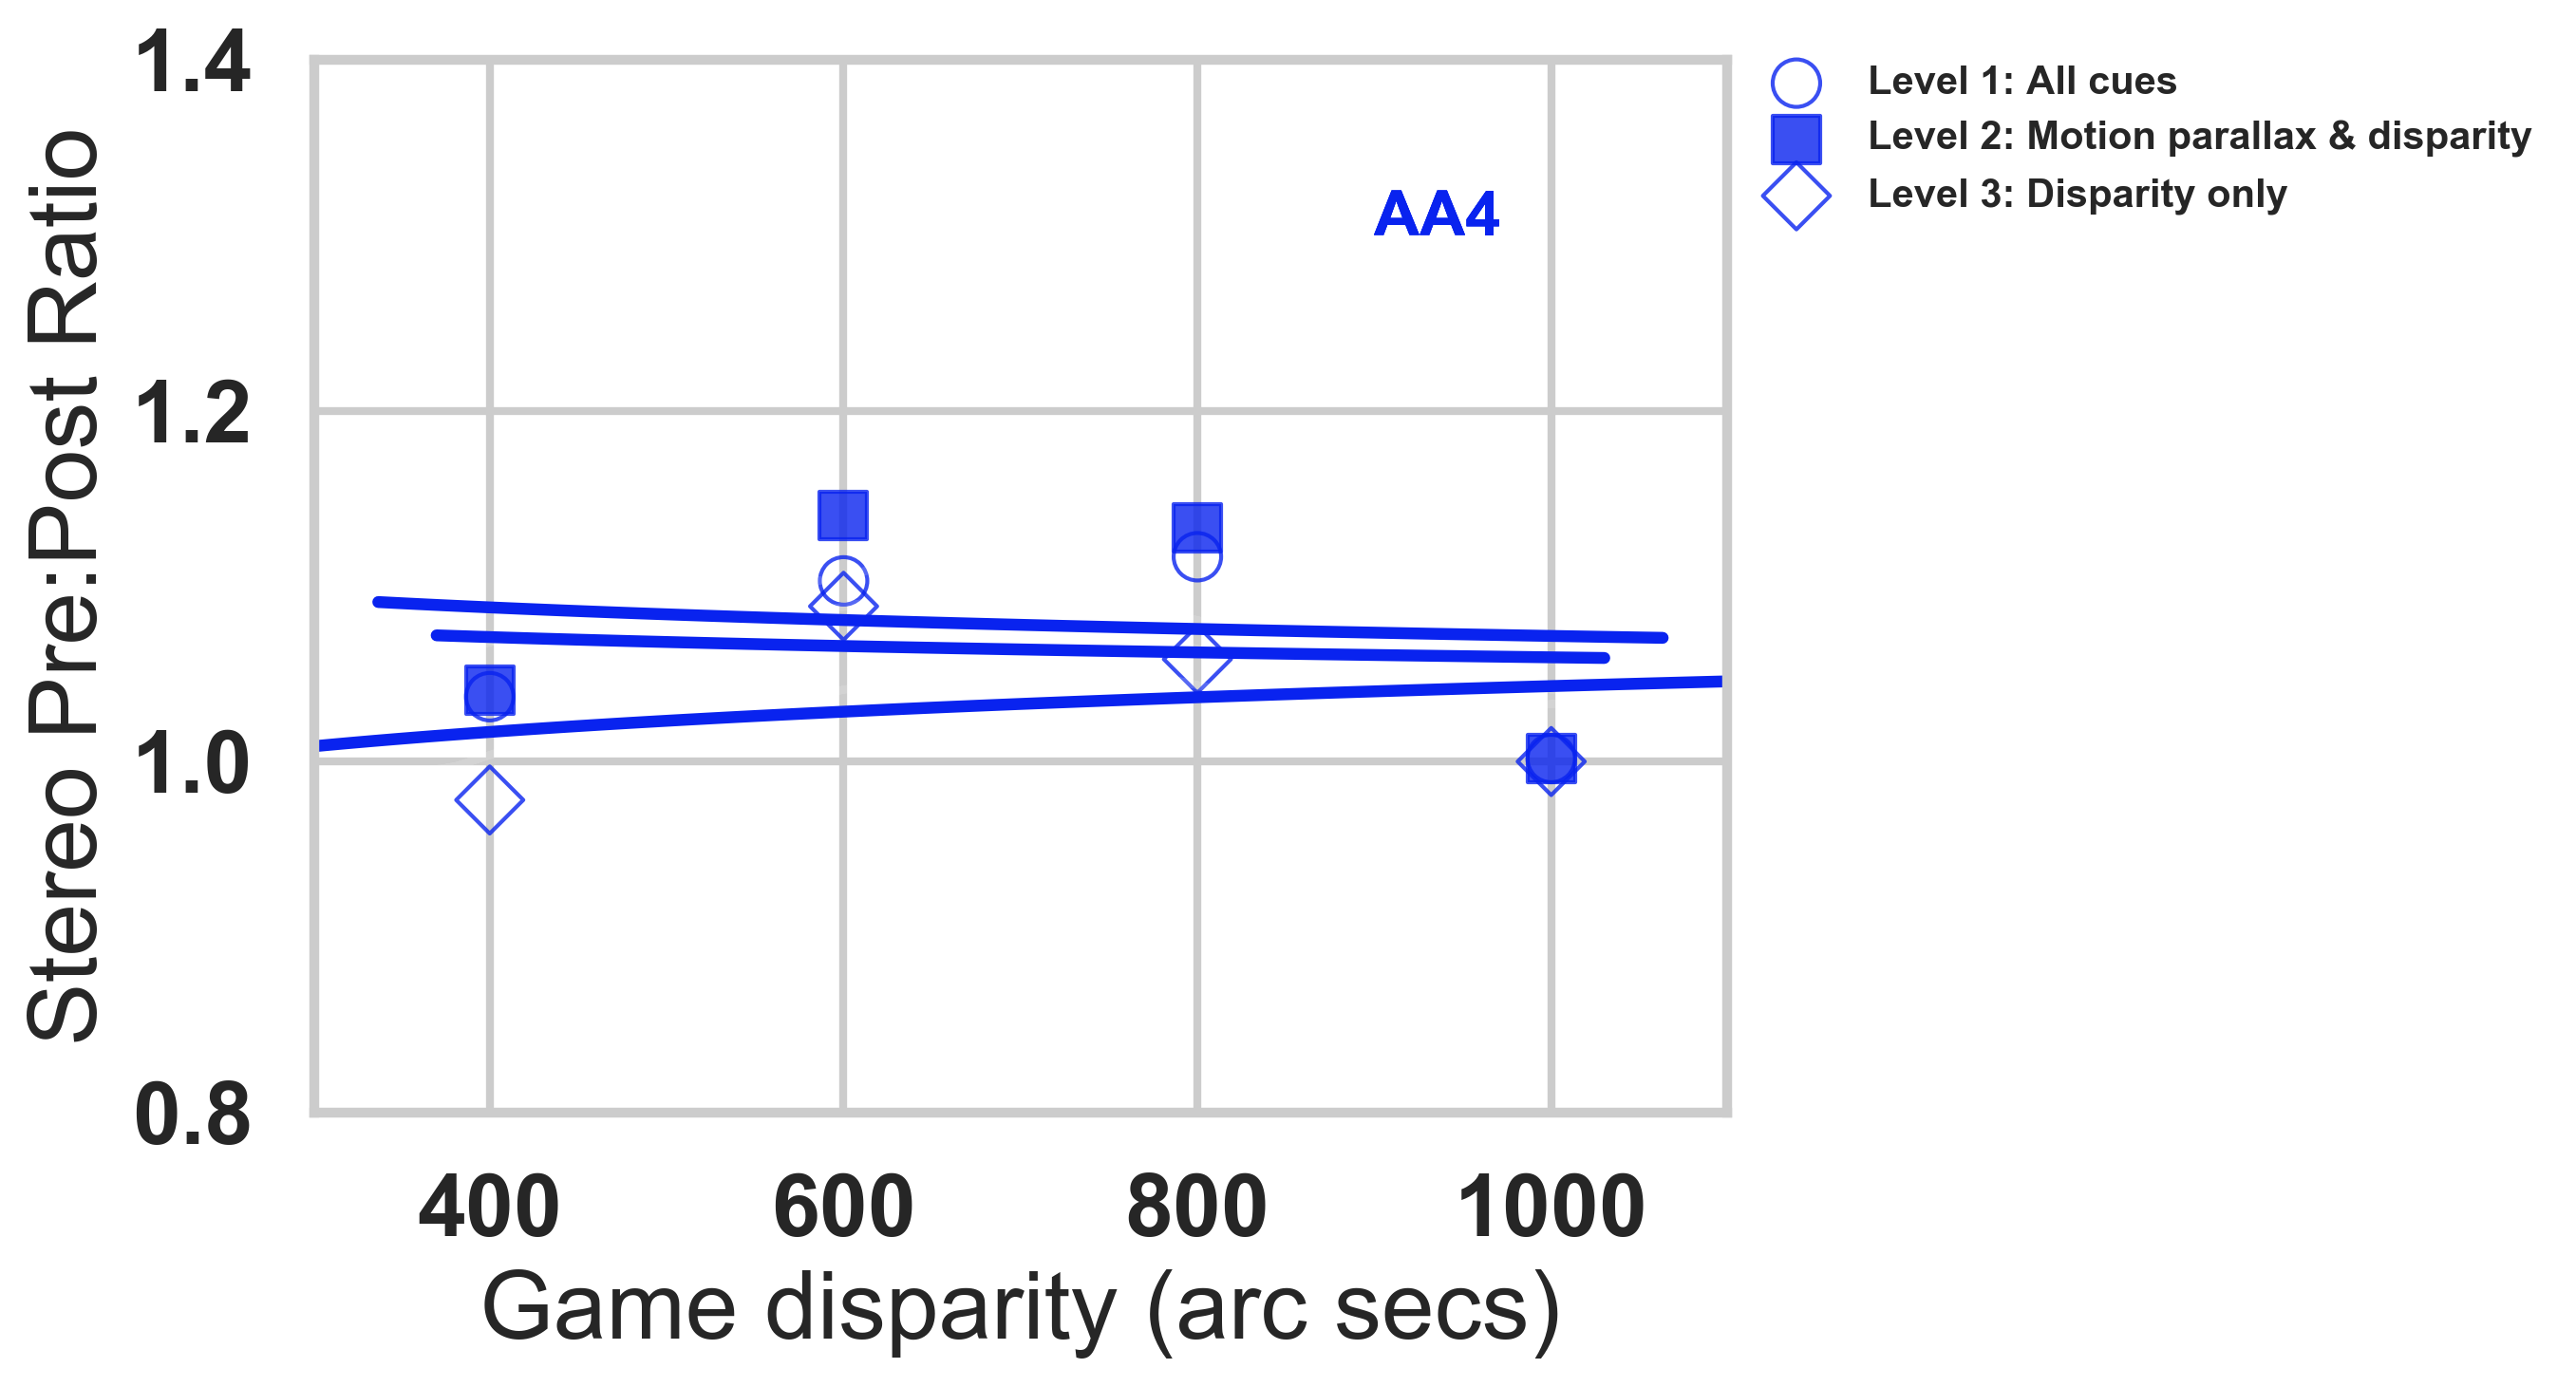 1.4
1.2
1.0
0.8
Stereo Pre:Post Ratio
400 600 800 1000
Game disparity (arc secs)
AA4
Level 1: All cues
Level 2: Motion parallax & disparity
Level 3: Disparity only